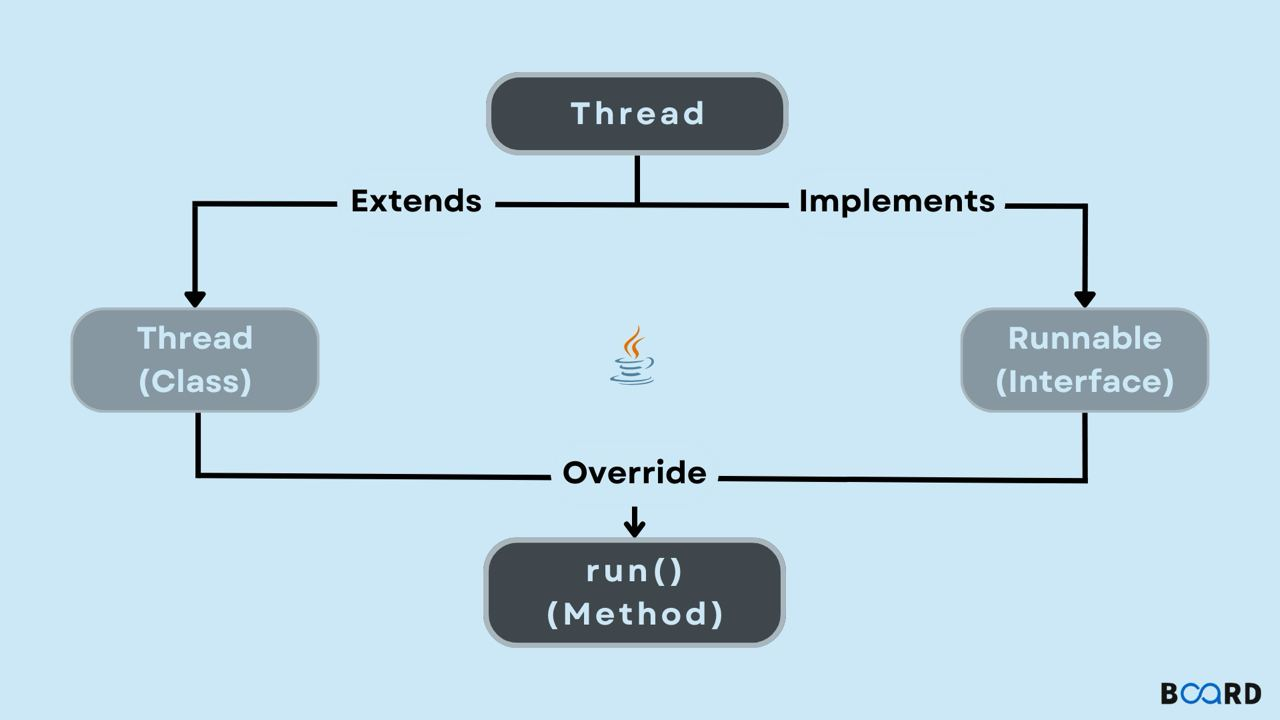 Thread
Extends
Implements
Thread
(Class)
Runnable
(Interface)
Override
run()
(Method)
BOARD